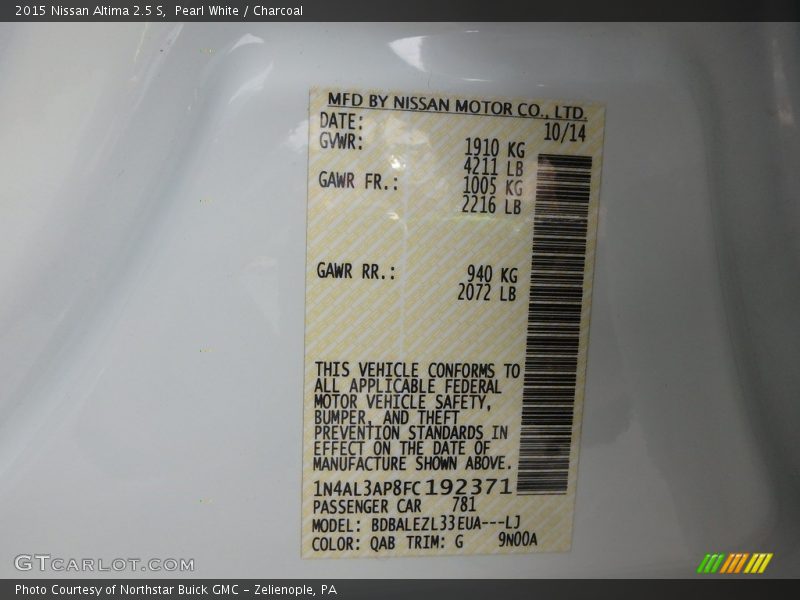 2015 Nissan Altima 2.5 S, Pearl White / Charcoal
MFD BY NISSAN MOTOR CO., LTD.
DATE: 10/14
GVWR: 1910 KG
4211 LB
GAWR FR.: 1005 KG
2216 LB
GAWR RR.: 940 KG
2072 LB
THIS VEHICLE CONFORMS TO
ALL APPLICABLE FEDERAL
MOTOR VEHICLE SAFETY,
BUMPER, AND THEFT
PREVENTION STANDARDS IN
EFFECT ON THE DATE OF
MANUFACTURE SHOWN ABOVE.
1N4AL3AP8FC192371
PASSENGER CAR 781
MODEL: BDBALEZL33EUA---LJ
COLOR: QAB TRIM: G 9N00A
GTCARLOT.COM
Photo Courtesy of Northstar Buick GMC - Zelienople, PA